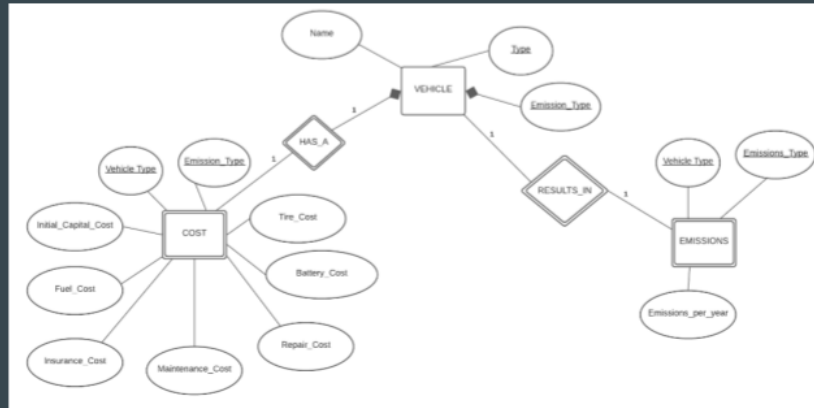 Name
Type
VEHICLE
Emission_Type
1
HAS_A
1
1
RESULTS_IN
1
Vehicle Type
Emission_Type
Vehicle Type
Emissions_Type
Initial_Capital_Cost
COST
Tire_Cost
EMISSIONS
Fuel_Cost
Battery_Cost
Emissions_per_year
Insurance_Cost
Maintenance_Cost
Repair_Cost